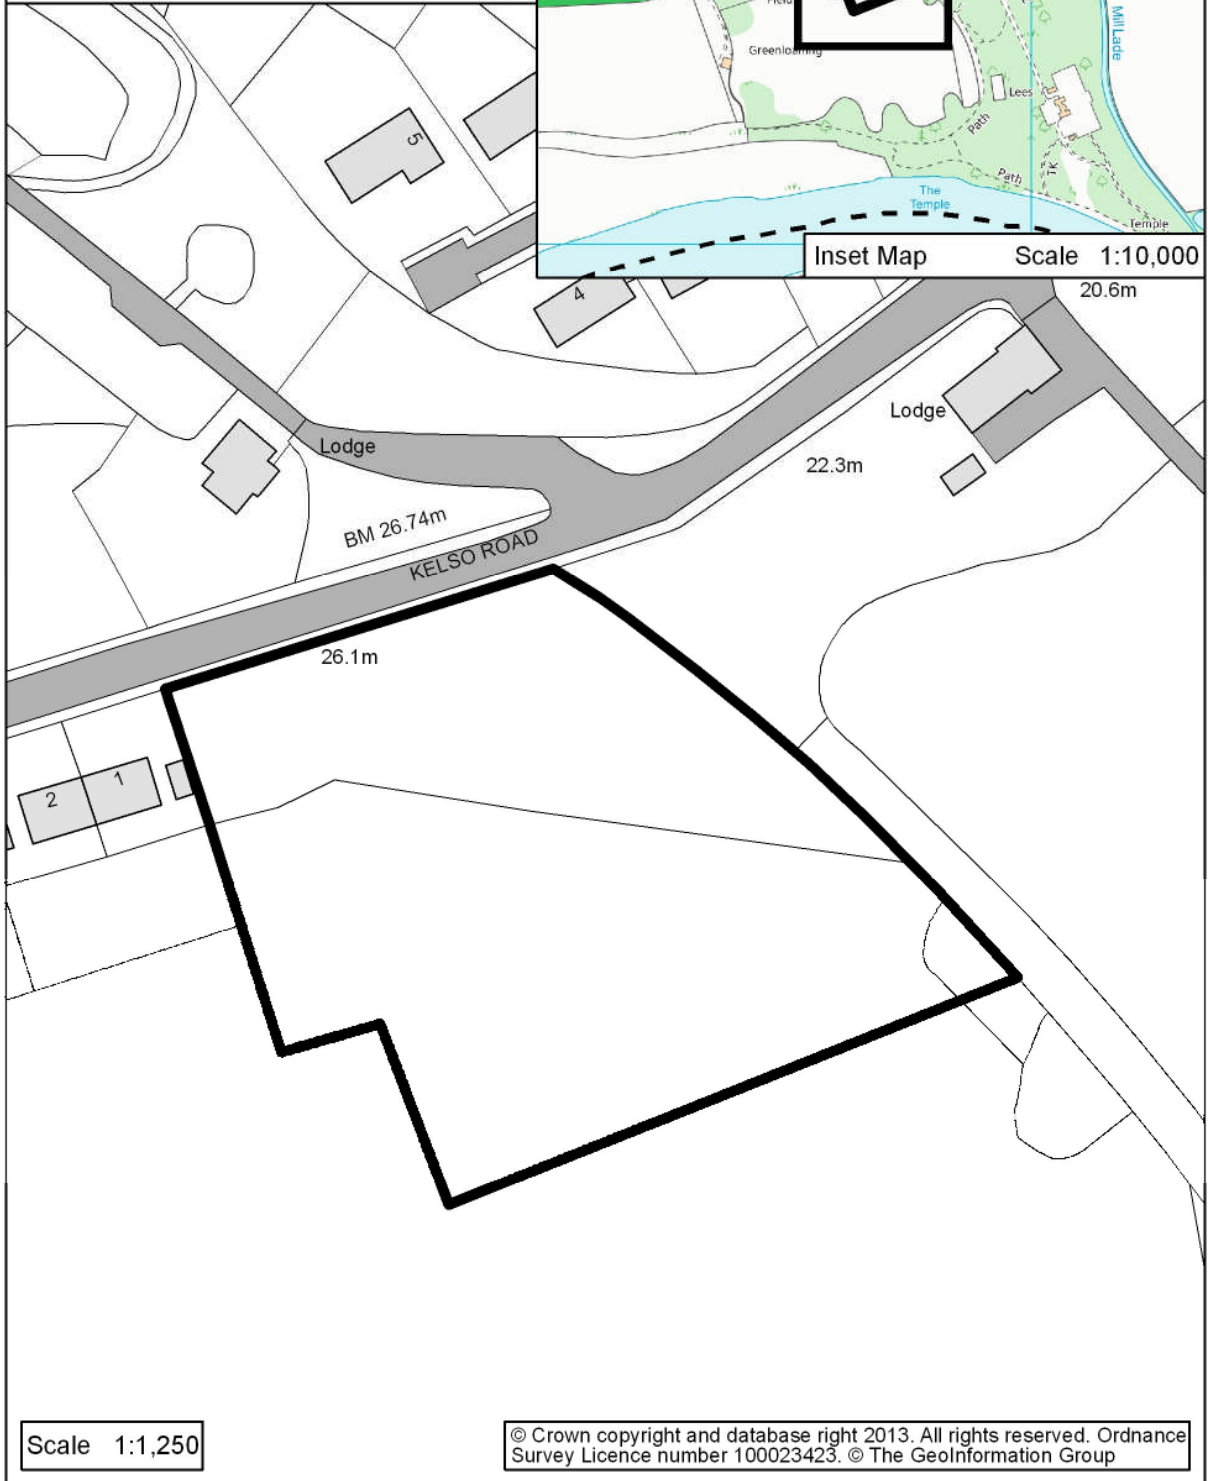 Greenloaming
Mill Lade
Lees
Path
Path
TK
The
Temple
Temple
Inset Map Scale 1:10,000
5
4
20.6m
Lodge
Lodge
22.3m
BM 26.74m
KELSO ROAD
26.1m
1
2
Scale 1:1,250
© Crown copyright and database right 2013. All rights reserved. Ordnance
Survey Licence number 100023423. © The GeoInformation Group